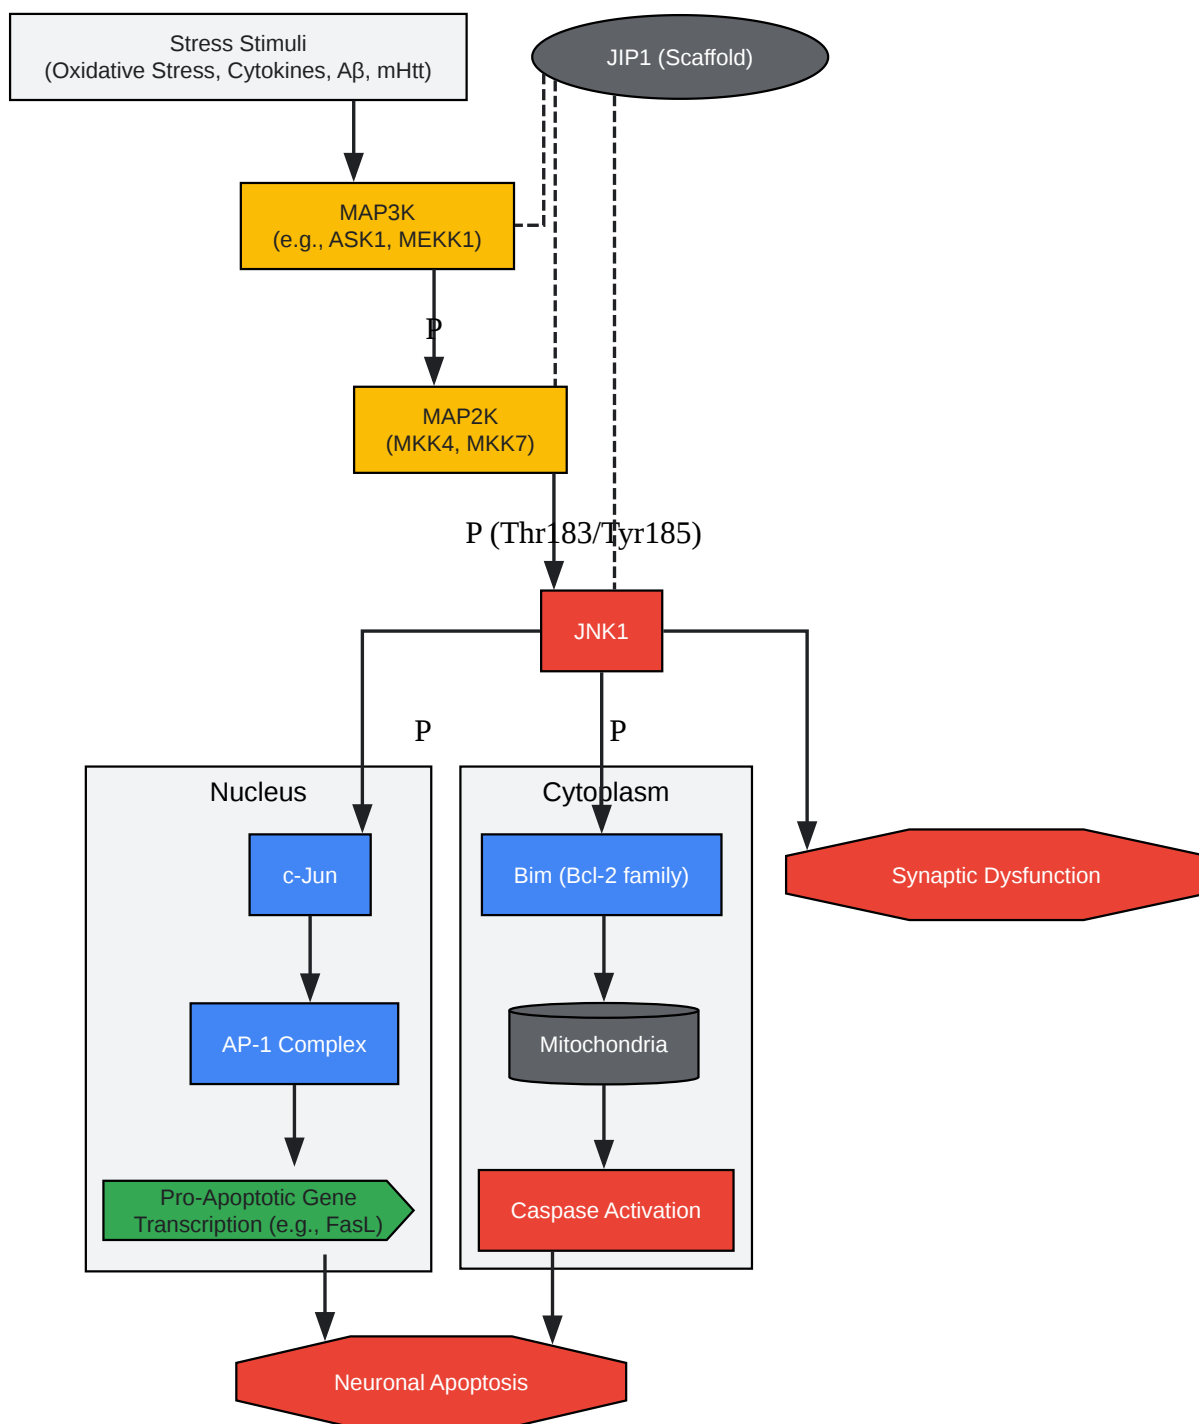 Stress Stimuli
(Oxidative Stress, Cytokines, Aβ, mHtt)
JIP1 (Scaffold)
MAP3K
(e.g., ASK1, MEKK1)
P
MAP2K
(MKK4, MKK7)
P (Thr183/Tyr185)
JNK1
P
P
Nucleus
Cytoplasm
c-Jun
Bim (Bcl-2 family)
Synaptic Dysfunction
AP-1 Complex
Mitochondria
Pro-Apoptotic Gene
Transcription (e.g., FasL)
Caspase Activation
Neuronal Apoptosis